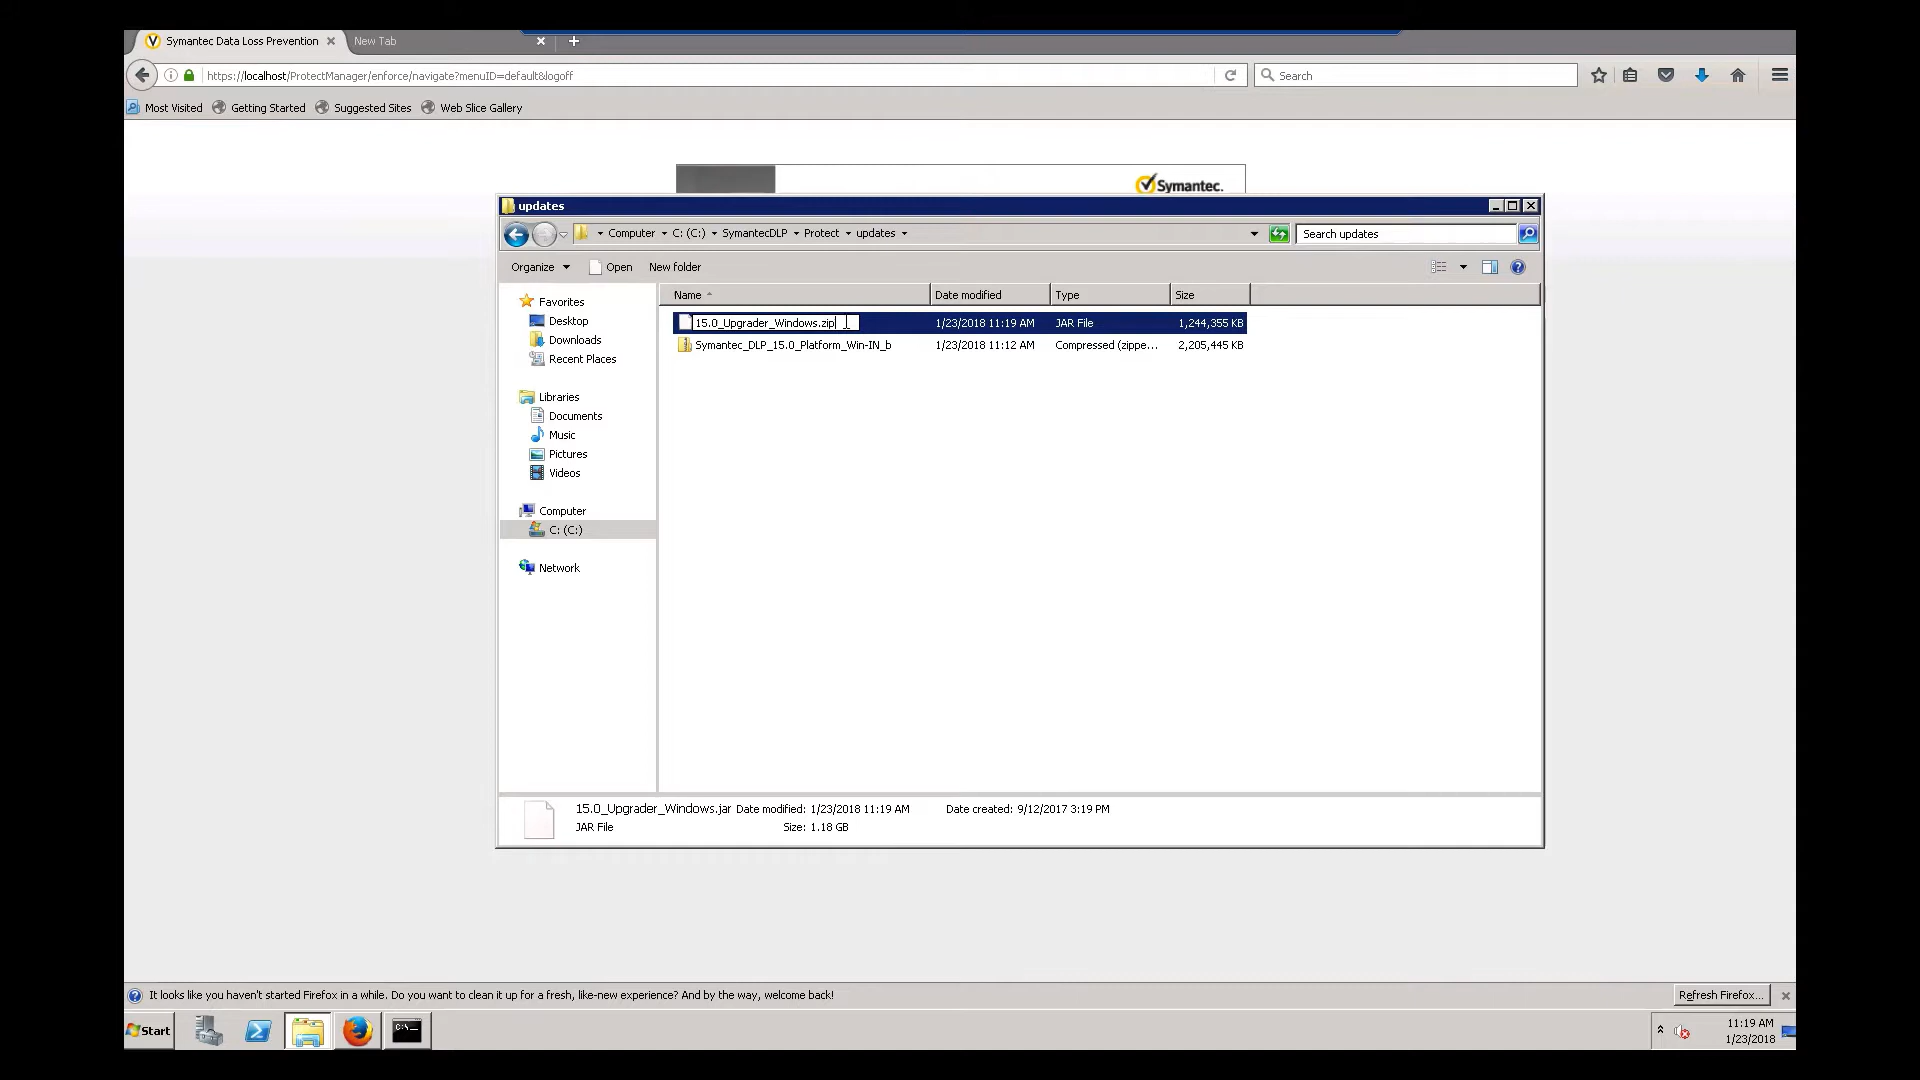 Symantec Data Loss Prevention
New Tab
https://localhost/ProtectManager/enforce/navigate?menuID=default&logoff
Search
Most Visited
Getting Started
Suggested Sites
Web Slice Gallery
Symantec.
updates
Computer
C: (C:)
SymantecDLP
Protect
updates
Search updates
Organize
Open
New folder
Name
Date modified
Type
Size
Favorites
Desktop
Downloads
Recent Places
Libraries
Documents
Music
Pictures
Videos
Computer
C: (C:)
Network
15.0_Upgrader_Windows.zip 1/23/2018 11:19 AM JAR File 1,244,355 KB
Symantec_DLP_15.0_Platform_Win-IN_b 1/23/2018 11:12 AM Compressed (zippe... 2,205,445 KB
15.0_Upgrader_Windows.jar Date modified: 1/23/2018 11:19 AM Date created: 9/12/2017 3:19 PM
JAR File Size: 1.18 GB
It looks like you haven't started Firefox in a while. Do you want to clean it up for a fresh, like-new experience? And by the way, welcome back!
Refresh Firefox...
Start
C:\
11:19 AM
1/23/2018